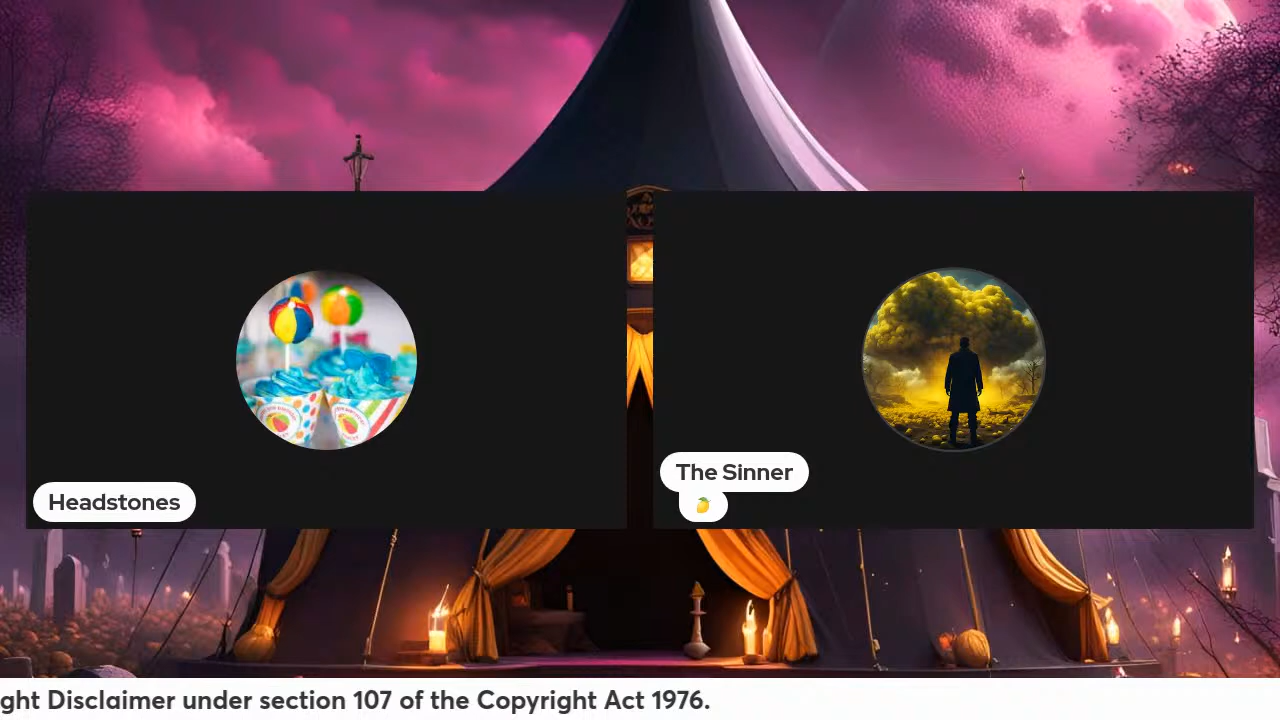 Headstones
The Sinner
🍋
ght Disclaimer under section 107 of the Copyright Act 1976.